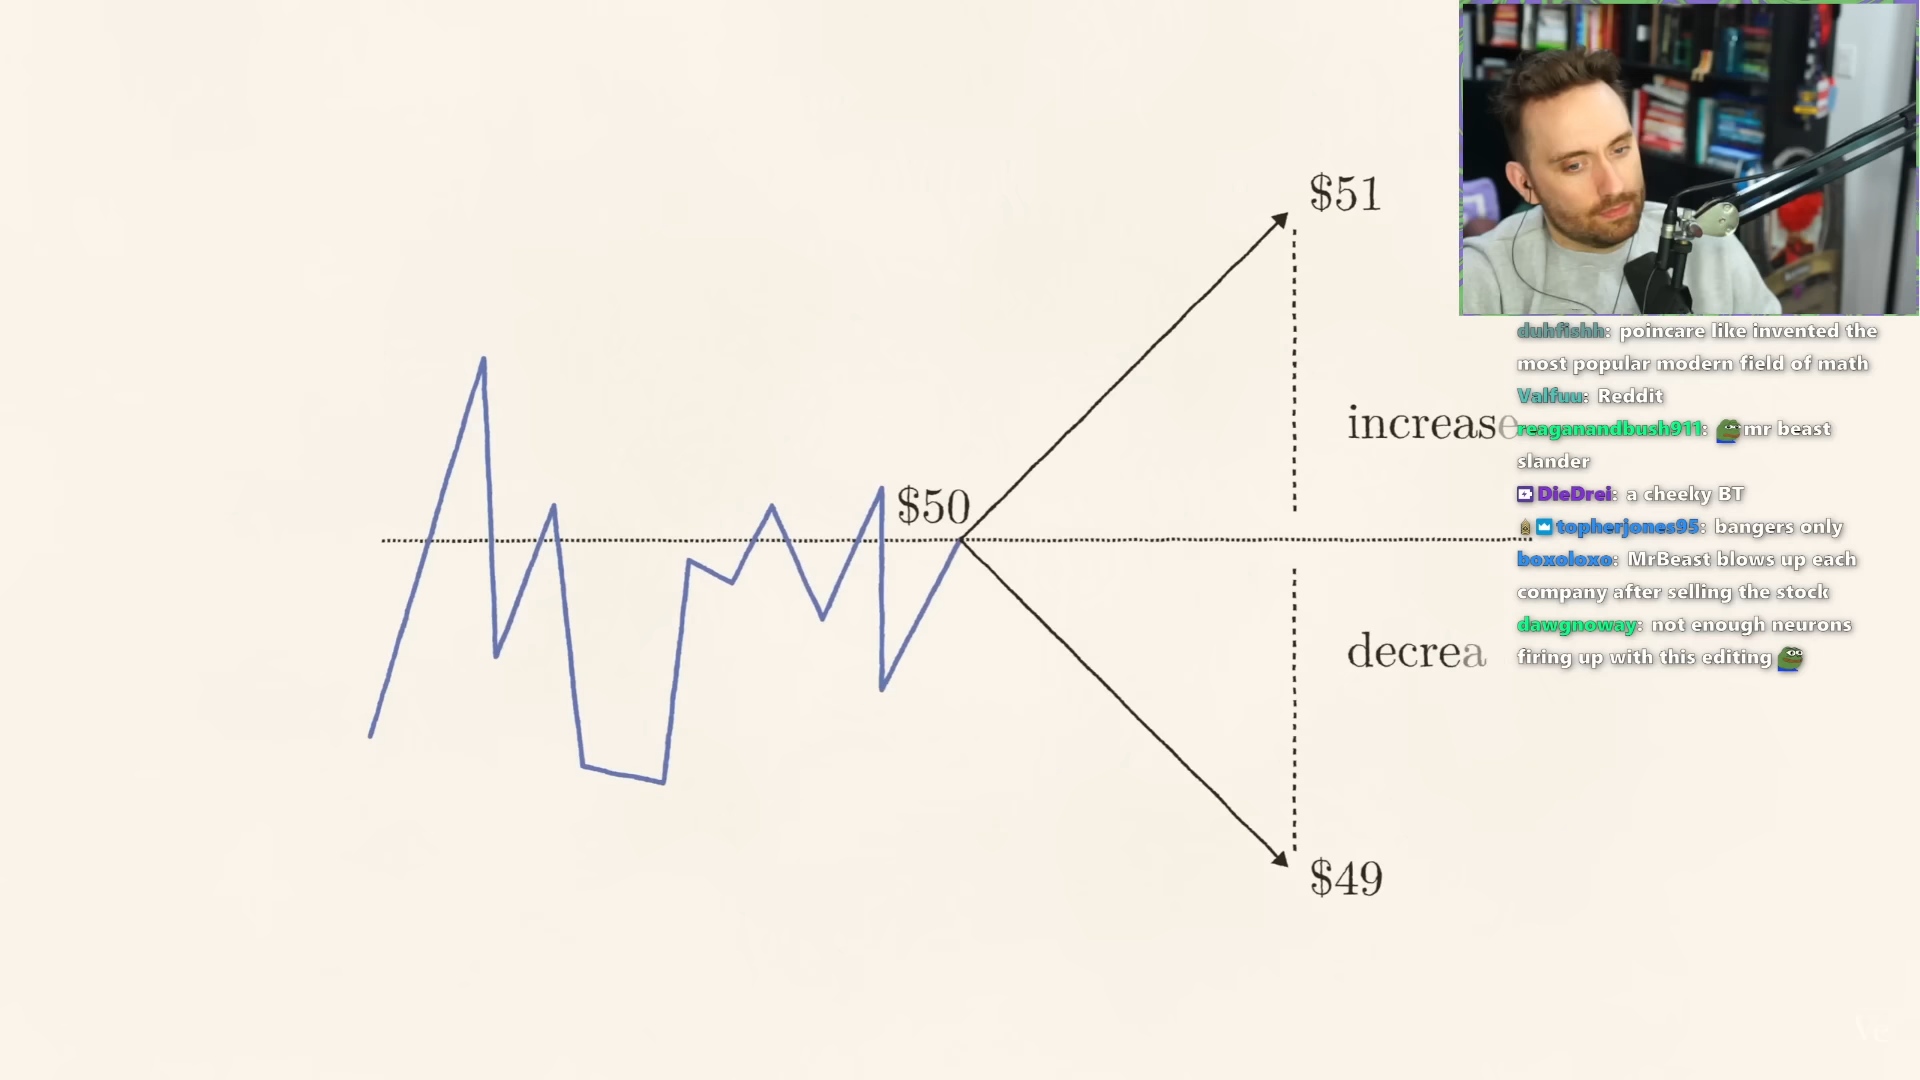 $51
increase
$50
decrea
$49
duhfishh: poincare like invented the
most popular modern field of math
Valfuu: Reddit
reaganandbush911: mr beast
slander
DieDrei: a cheeky BT
topherjones95: bangers only
boxoloxo: MrBeast blows up each
company after selling the stock
dawgnoway: not enough neurons
firing up with this editing